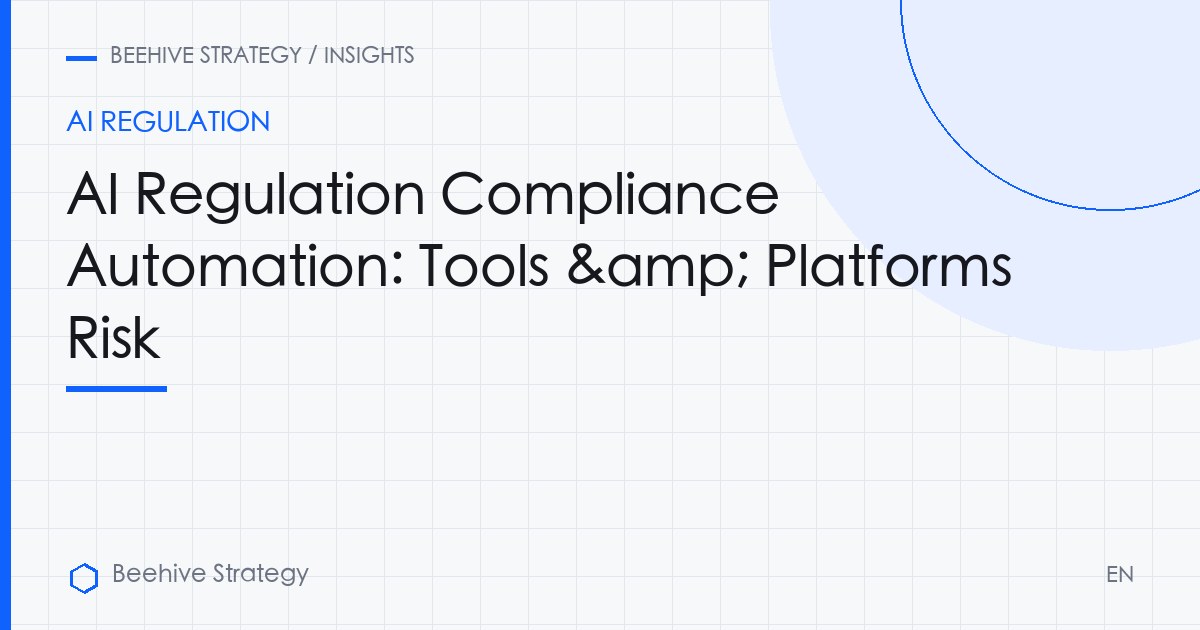 BEEHIVE STRATEGY / INSIGHTS
AI REGULATION
AI Regulation Compliance
Automation: Tools &amp; Platforms
Risk
Beehive Strategy
EN